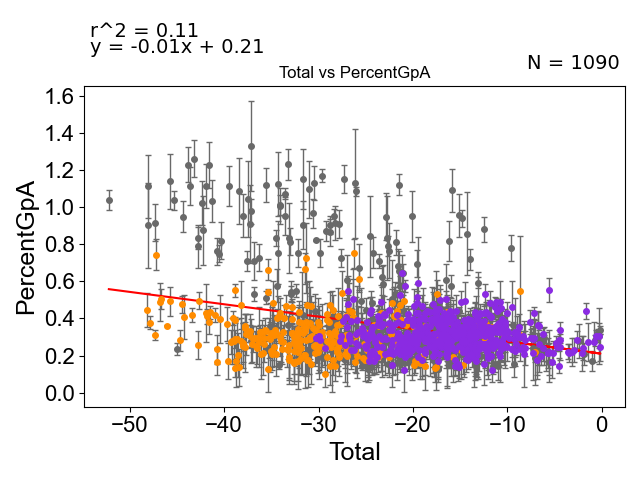 r^2 = 0.11
y = -0.01x + 0.21
N = 1090
Total vs PercentGpA
1.6
1.4
1.2
1.0
0.8
0.6
0.4
0.2
0.0
PercentGpA
−50
−40
−30
−20
−10
0
Total